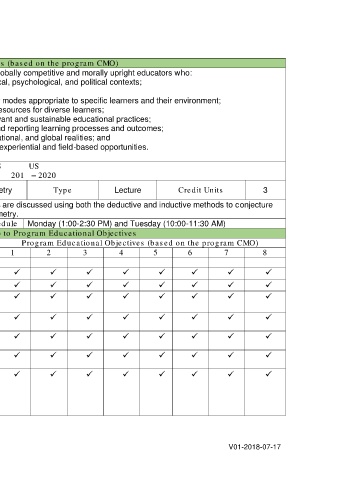 s (based on the program CMO)
obally competitive and morally upright educators who:
cal, psychological, and political contexts;
modes appropriate to specific learners and their environment;
esources for diverse learners;
vant and sustainable educational practices;
d reporting learning processes and outcomes;
ational, and global realities; and
experiential and field-based opportunities.
S US
201 – 2020
etry Type Lecture Credit Units 3
s are discussed using both the deductive and inductive methods to conjecture
metry.
edule Monday (1:00-2:30 PM) and Tuesday (10:00-11:30 AM)
o to Program Educational Objectives
Program Educational Objectives (based on the program CMO)
1 2 3 4 5 6 7 8
✓ ✓ ✓ ✓ ✓ ✓ ✓ ✓
✓ ✓ ✓ ✓ ✓ ✓ ✓ ✓
✓ ✓ ✓ ✓ ✓ ✓ ✓ ✓
✓ ✓ ✓ ✓ ✓ ✓ ✓ ✓
✓ ✓ ✓ ✓ ✓ ✓ ✓ ✓
✓ ✓ ✓ ✓ ✓ ✓ ✓ ✓
✓ ✓ ✓ ✓ ✓ ✓ ✓ ✓
V01-2018-07-17